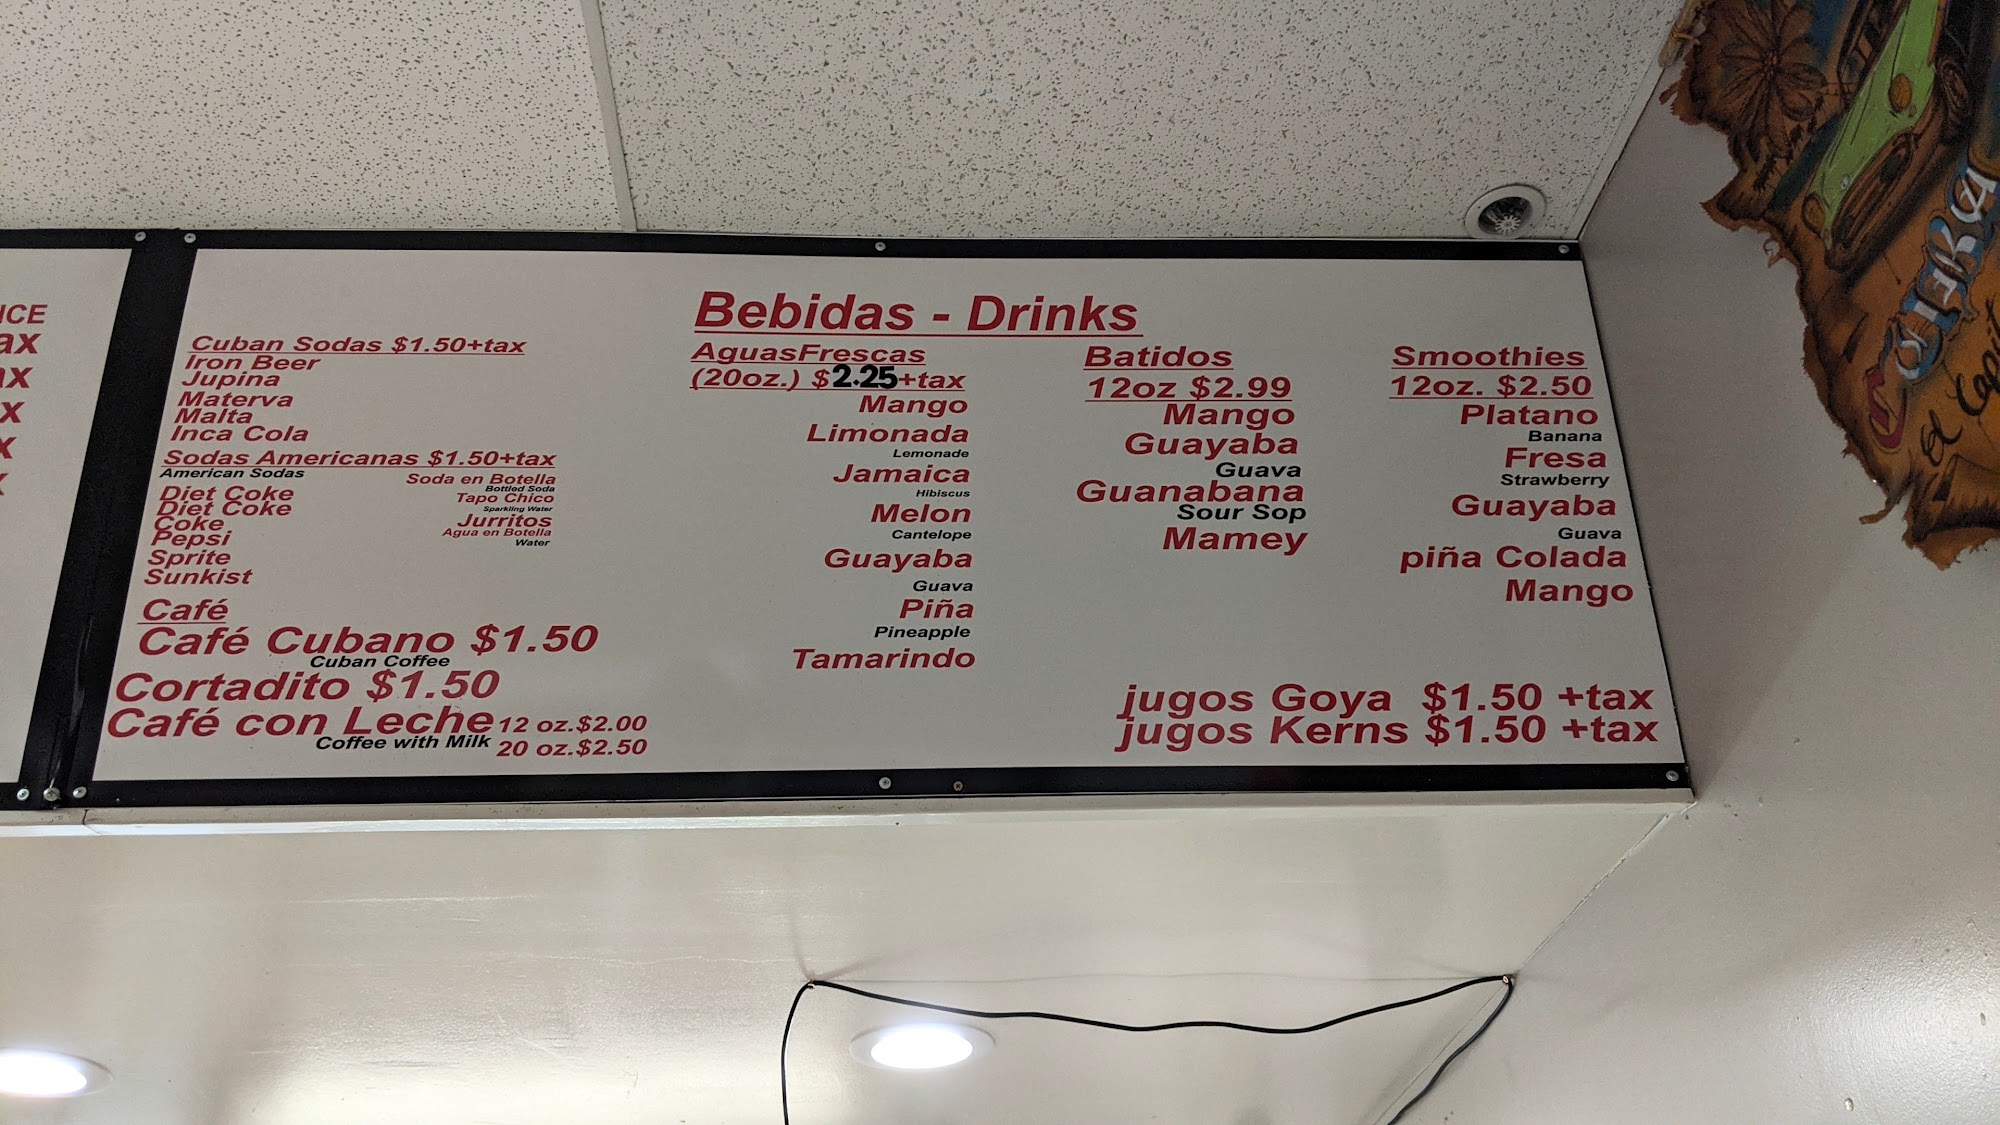 ICE
ax
ax
x
x
x
Bebidas - Drinks
Cuban Sodas $1.50+tax
Iron Beer
Jupina
Materva
Malta
Inca Cola
Sodas Americanas $1.50+tax
American Sodas
Diet Coke
Diet Coke
Coke
Pepsi
Sprite
Sunkist
Soda en Botella
Bottled Soda
Tapo Chico
Sparkling Water
Jurritos
Agua en Botella
Water
Café
Café Cubano $1.50
Cuban Coffee
Cortadito $1.50
Café con Leche 12 oz.$2.00
Coffee with Milk 20 oz.$2.50
AguasFrescas
(20oz.) $2.25+tax
Mango
Limonada
Lemonade
Jamaica
Hibiscus
Melon
Cantelope
Guayaba
Guava
Piña
Pineapple
Tamarindo
Batidos
12oz $2.99
Mango
Guayaba
Guava
Guanabana
Sour Sop
Mamey
Smoothies
12oz. $2.50
Platano
Banana
Fresa
Strawberry
Guayaba
Guava
piña Colada
Mango
jugos Goya $1.50 +tax
jugos Kerns $1.50 +tax